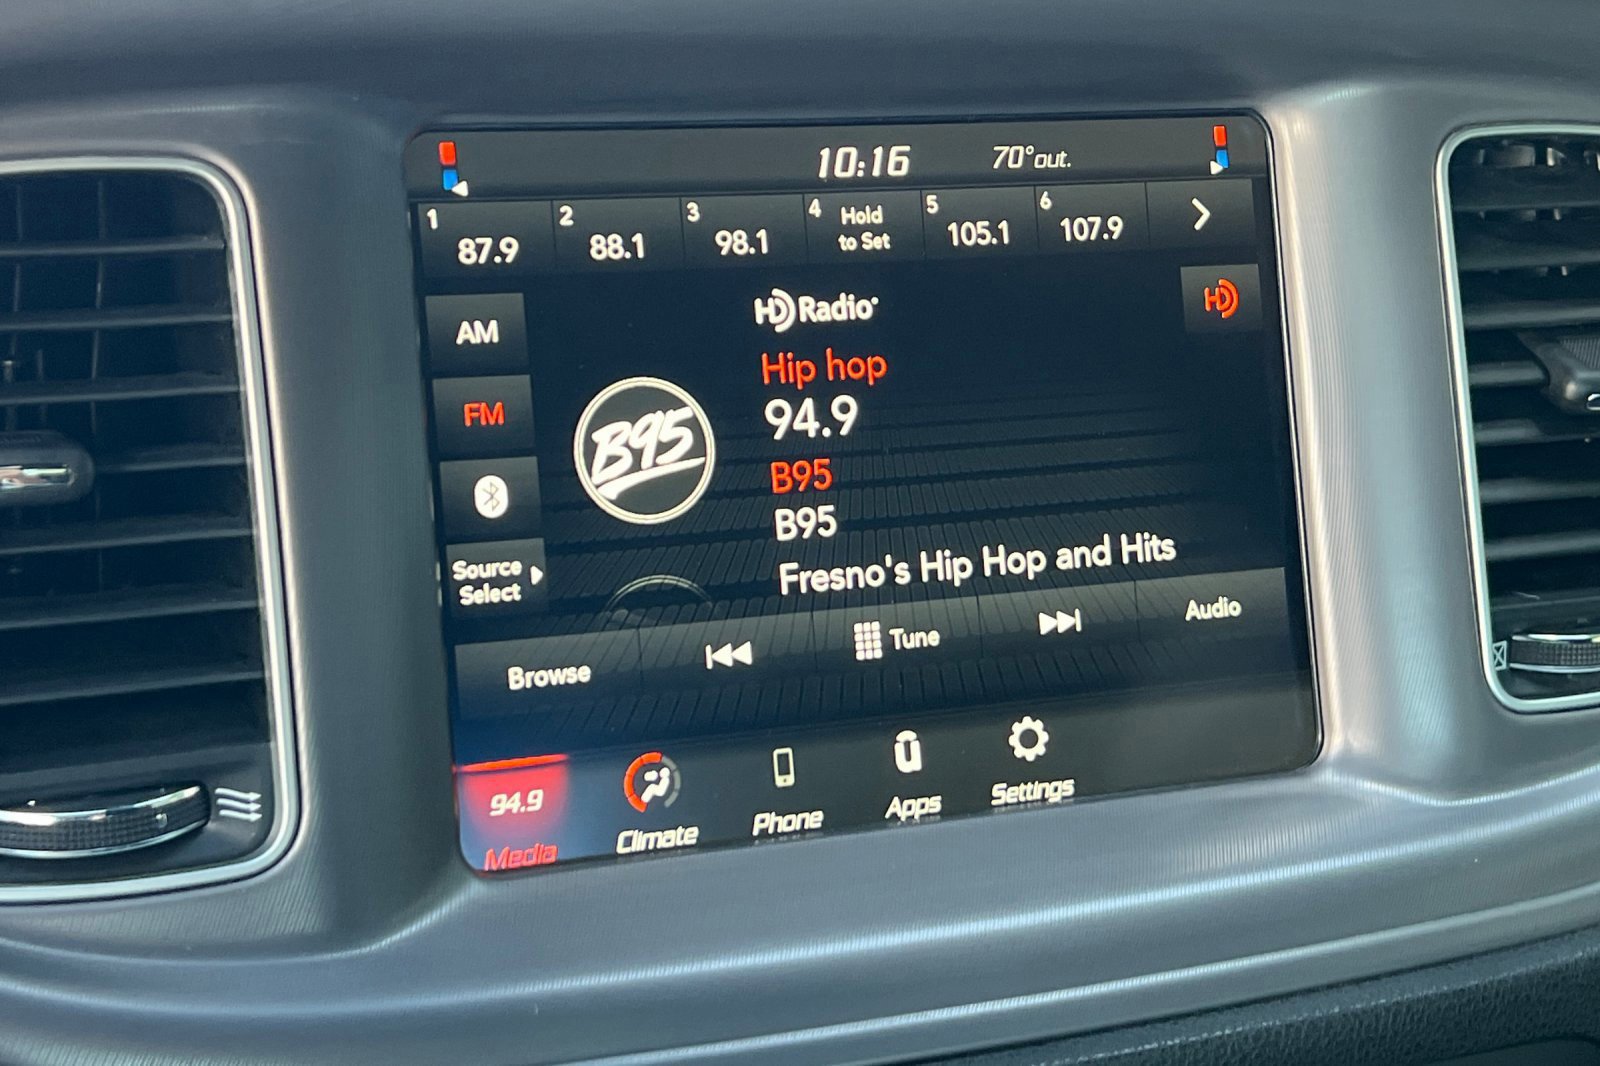 10:16 70°out.
1 87.9 2 88.1 3 98.1 4 Hold to Set 5 105.1 6 107.9
HD Radio
HD
AM
Hip hop
FM
94.9
B95
B95
B95
Source
Select
Fresno's Hip Hop and Hits
Browse Tune Audio
94.9
Media Climate Phone Apps Settings